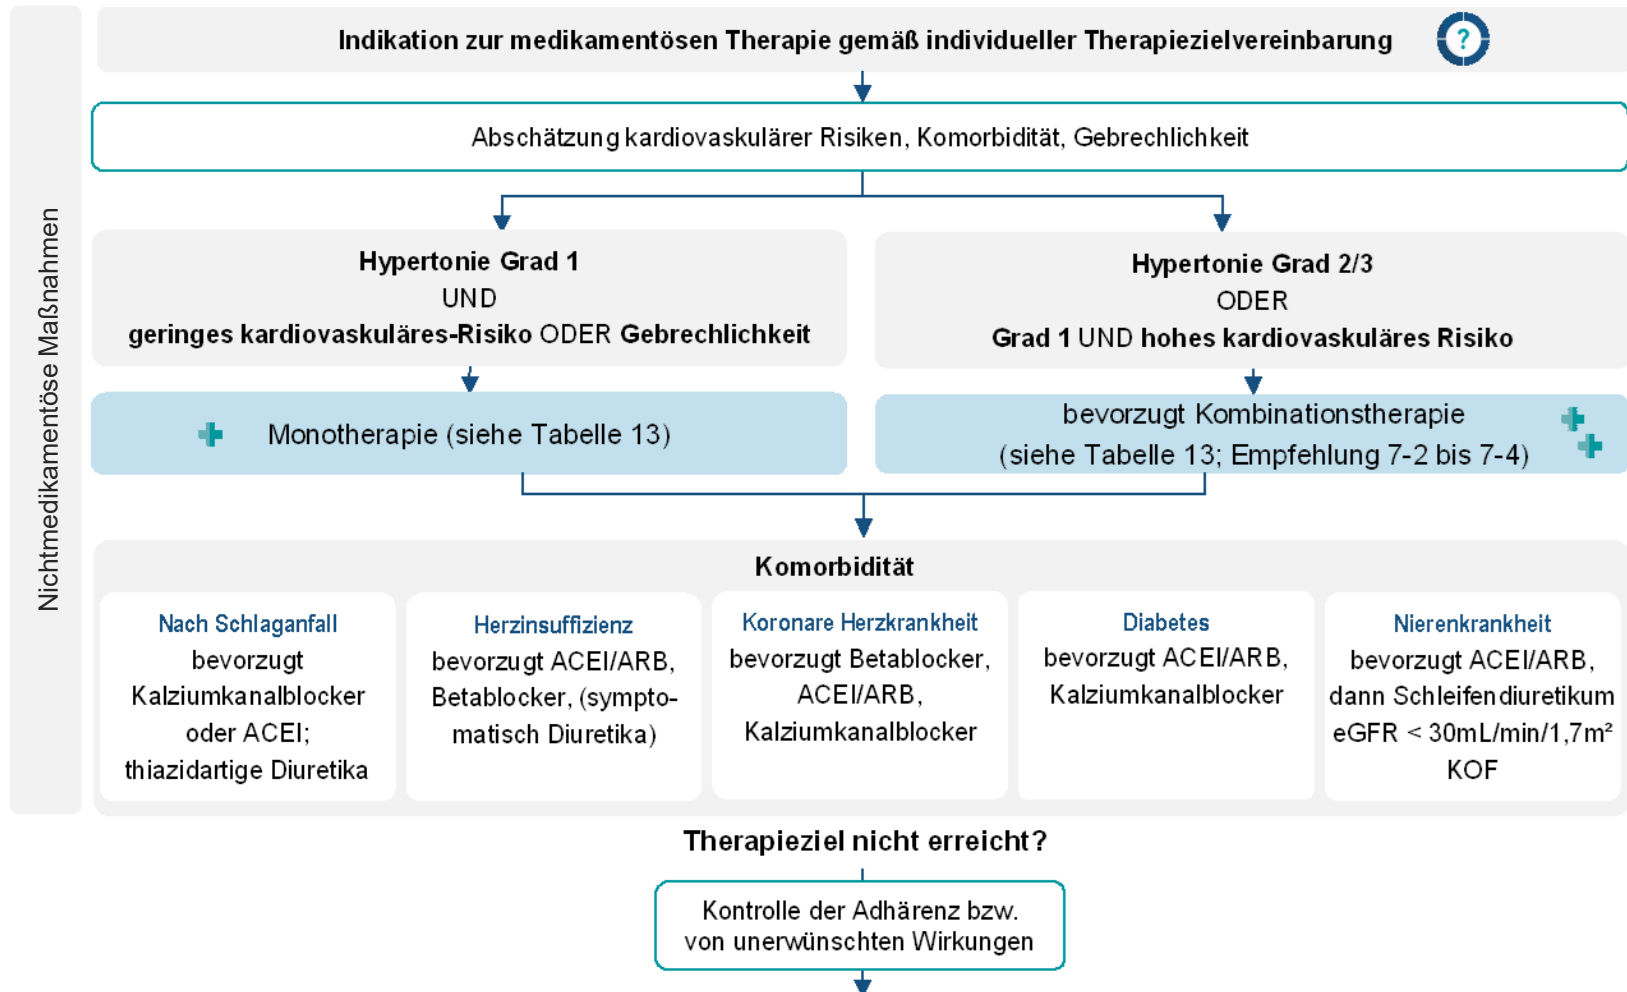 Nichtmedikamentöse Maßnahmen
Indikation zur medikamentösen Therapie gemäß individueller Therapiezielvereinbarung
?
Abschätzung kardiovaskulärer Risiken, Komorbidität, Gebrechlichkeit
Hypertonie Grad 1
UND
geringes kardiovaskuläres-Risiko ODER Gebrechlichkeit
Hypertonie Grad 2/3
ODER
Grad 1 UND hohes kardiovaskuläres Risiko
Monotherapie (siehe Tabelle 13)
bevorzugt Kombinationstherapie
(siehe Tabelle 13; Empfehlung 7-2 bis 7-4)
Komorbidität
Nach Schlaganfall
bevorzugt
Kalziumkanalblocker
oder ACEI;
thiazidartige Diuretika
Herzinsuffizienz
bevorzugt ACEI/ARB,
Betablocker, (sympto-
matisch Diuretika)
Koronare Herzkrankheit
bevorzugt Betablocker,
ACEI/ARB,
Kalziumkanalblocker
Diabetes
bevorzugt ACEI/ARB,
Kalziumkanalblocker
Nierenkrankheit
bevorzugt ACEI/ARB,
dann Schleifendiuretikum
eGFR < 30mL/min/1,7m²
KOF
Therapieziel nicht erreicht?
Kontrolle der Adhärenz bzw.
von unerwünschten Wirkungen